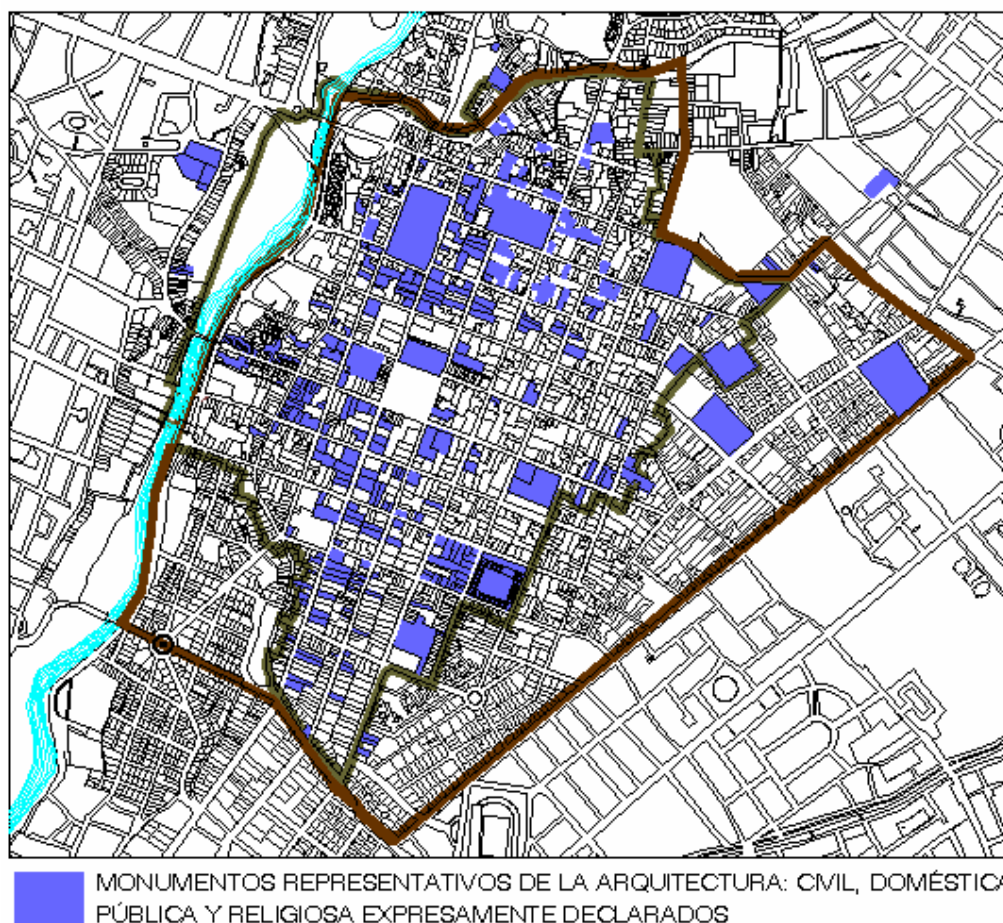 MONUMENTOS REPRESENTATIVOS DE LA ARQUITECTURA: CIVIL, DOMÉSTICA
PÚBLICA Y RELIGIOSA EXPRESAMENTE DECLARADOS